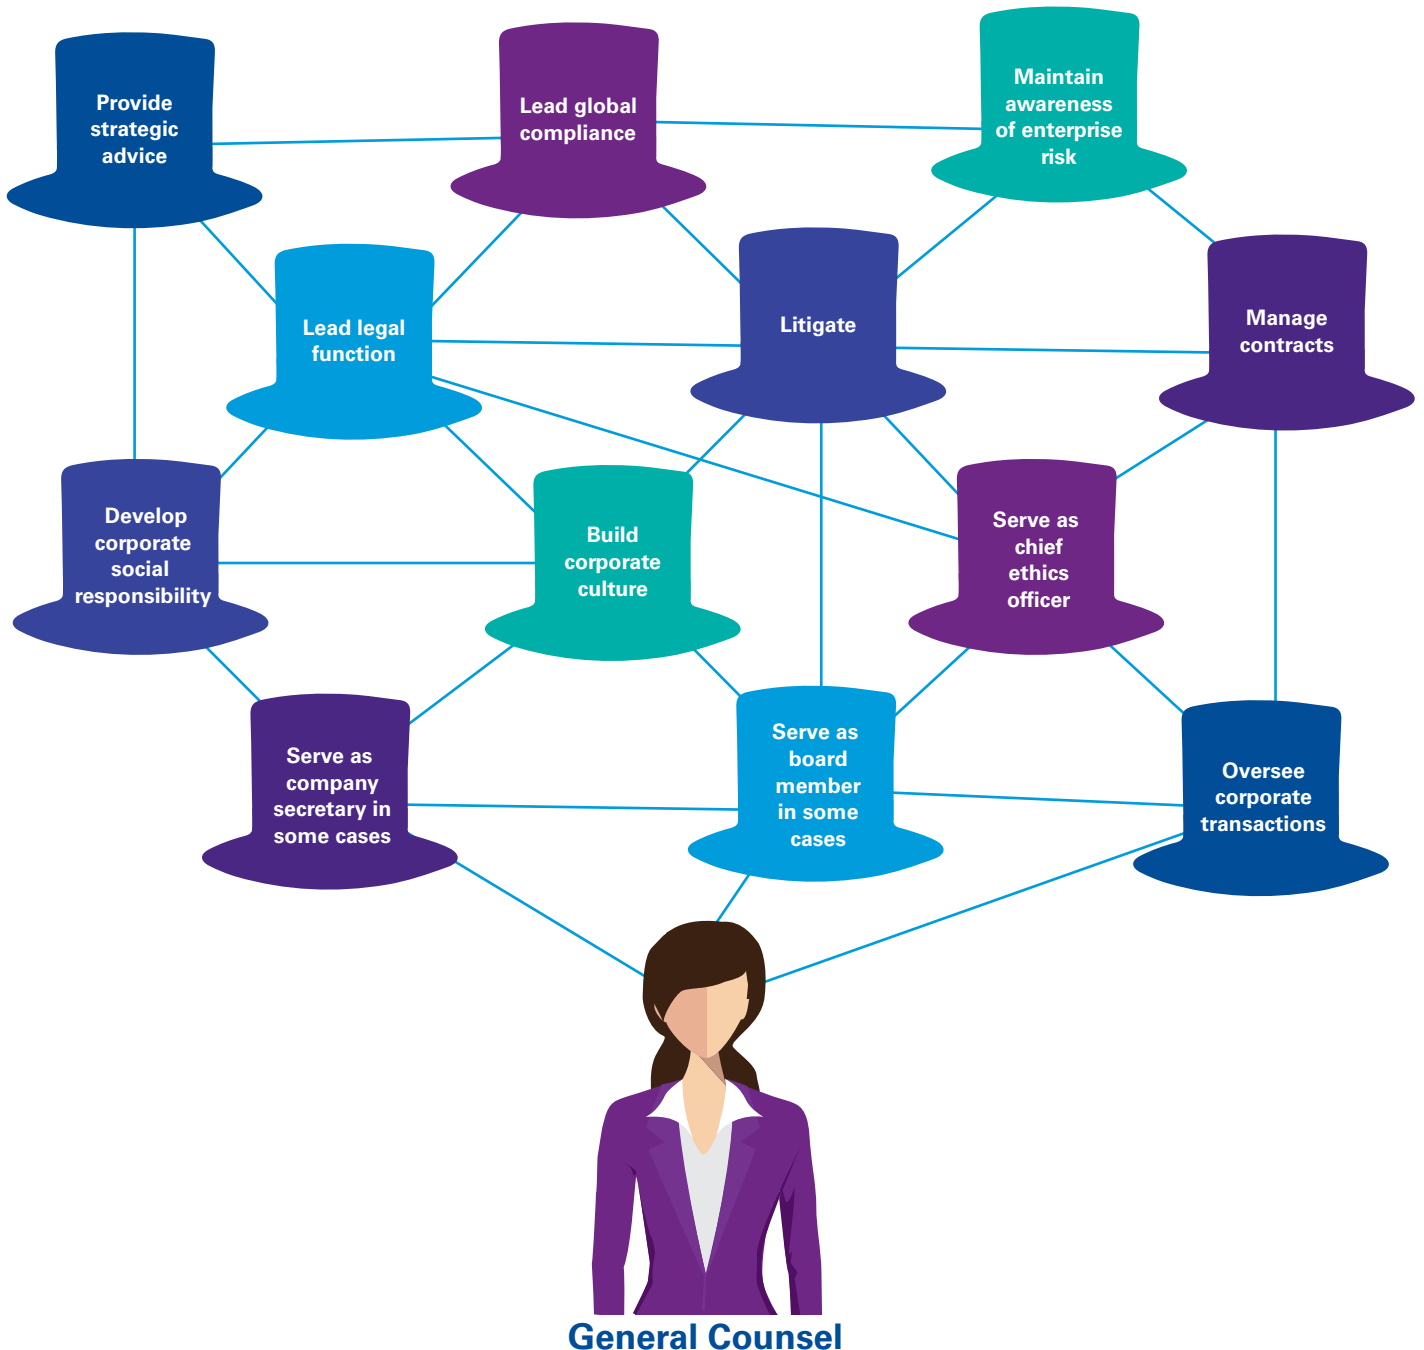 Provide
strategic
advice
Lead global
compliance
Maintain
awareness
of enterprise
risk
Lead legal
function
Litigate
Manage
contracts
Develop
corporate
social
responsibility
Build
corporate
culture
Serve as
chief
ethics
officer
Serve as
company
secretary in
some cases
Serve as
board
member
in some
cases
Oversee
corporate
transactions
General Counsel